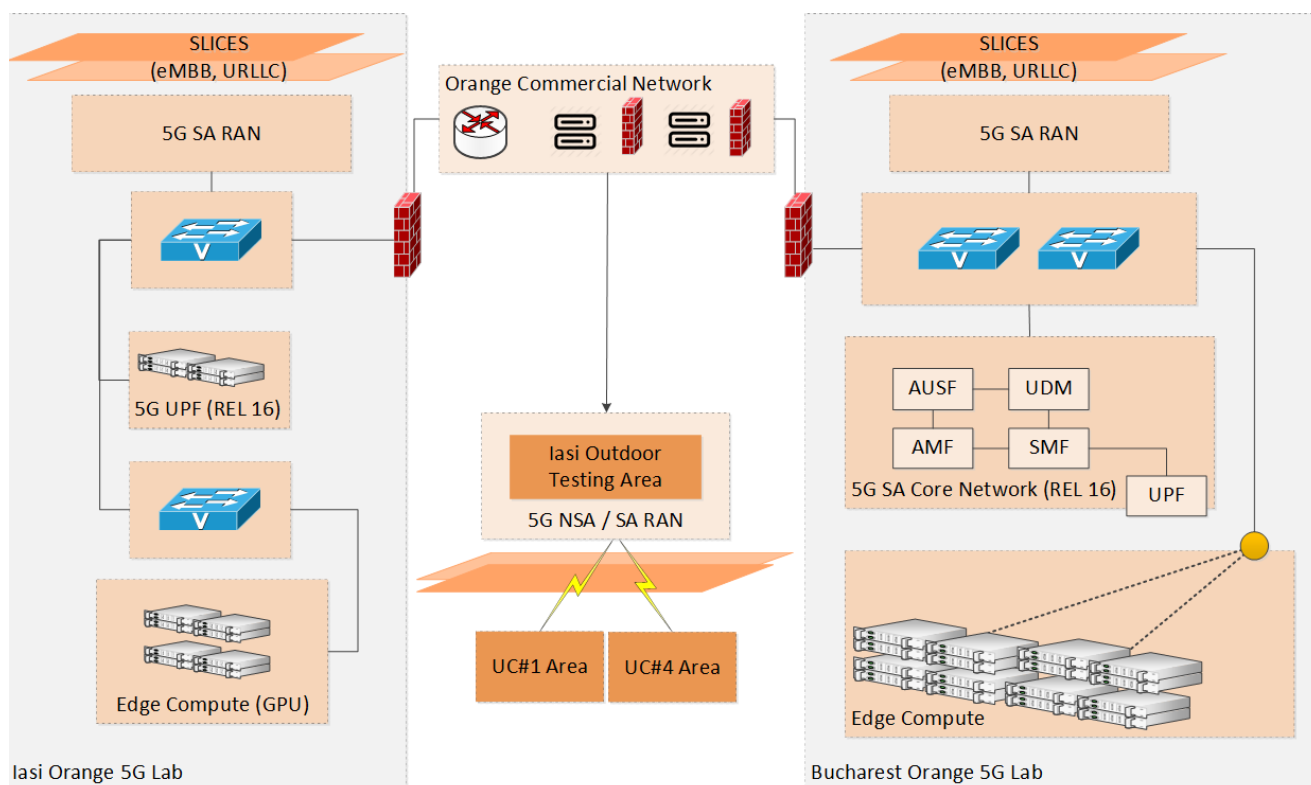 SLICES
(eMBB, URLLC)
5G SA RAN
V
5G UPF (REL 16)
V
Edge Compute (GPU)
Iasi Orange 5G Lab
Orange Commercial Network
Iasi Outdoor
Testing Area
5G NSA / SA RAN
UC#1 Area
UC#4 Area
SLICES
(eMBB, URLLC)
5G SA RAN
V
V
AUSF
UDM
AMF
SMF
5G SA Core Network (REL 16)
UPF
Edge Compute
Bucharest Orange 5G Lab